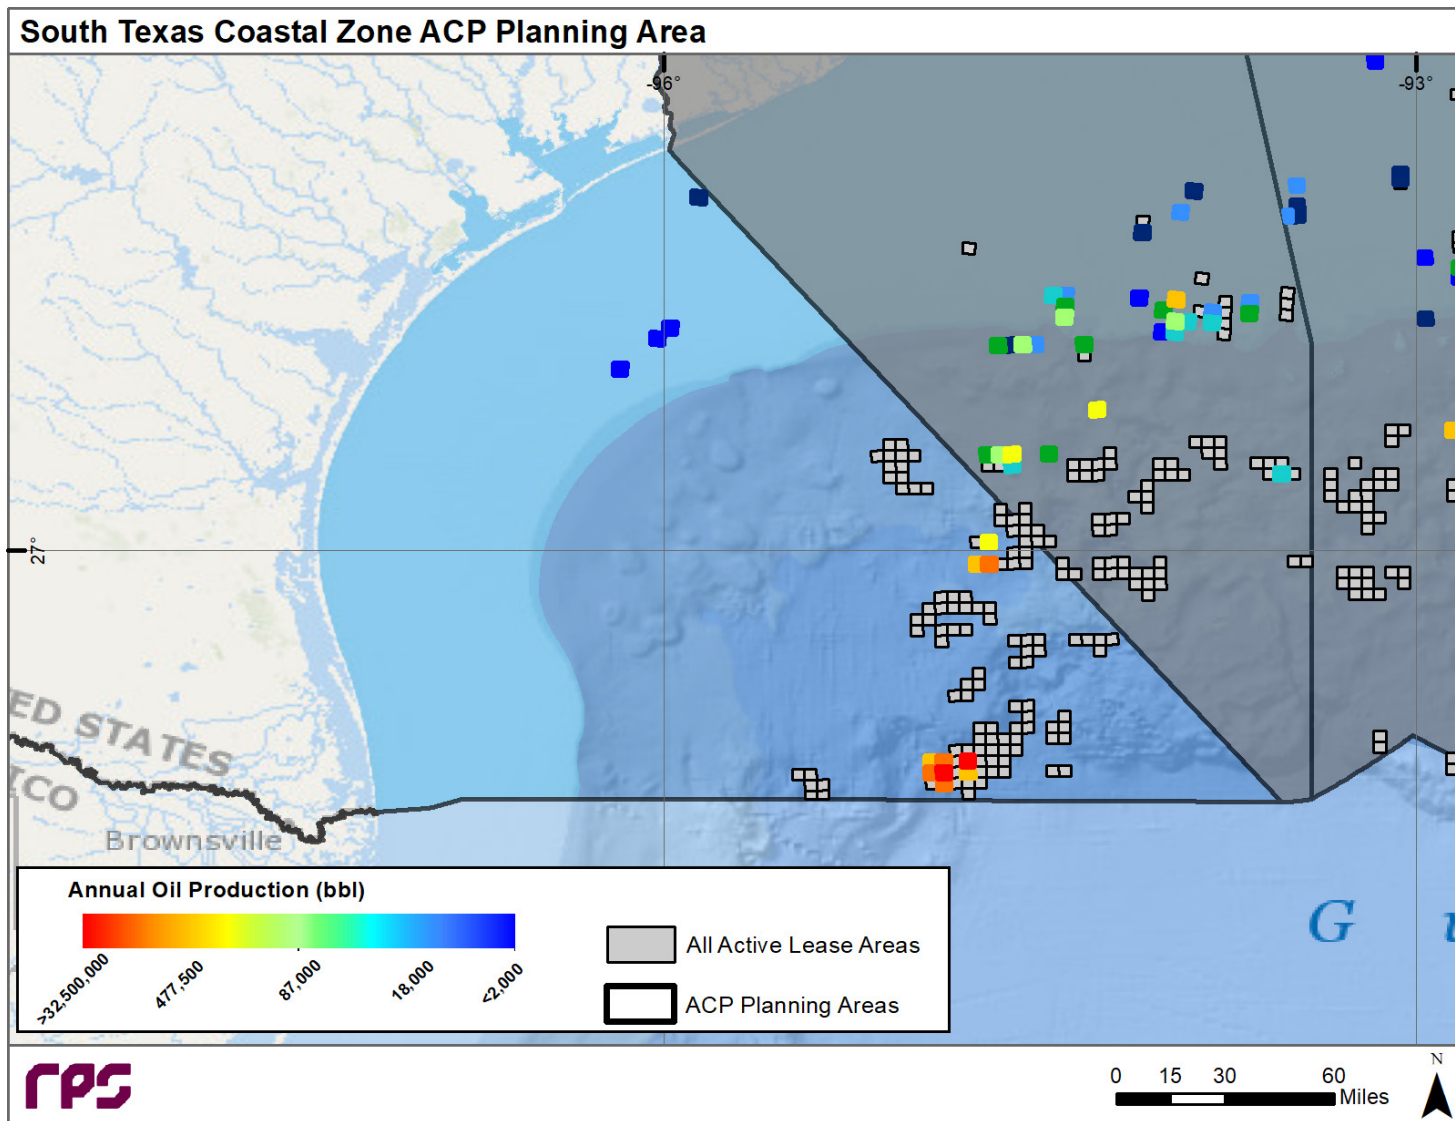 South Texas Coastal Zone ACP Planning Area
-96°
-93°
27°
ED STATES
ICO
Brownsville
Annual Oil Production (bbl)
>32,500,000
477,500
87,000
18,000
<2,000
All Active Lease Areas
ACP Planning Areas
G
rps
0 15 30 60
Miles
N